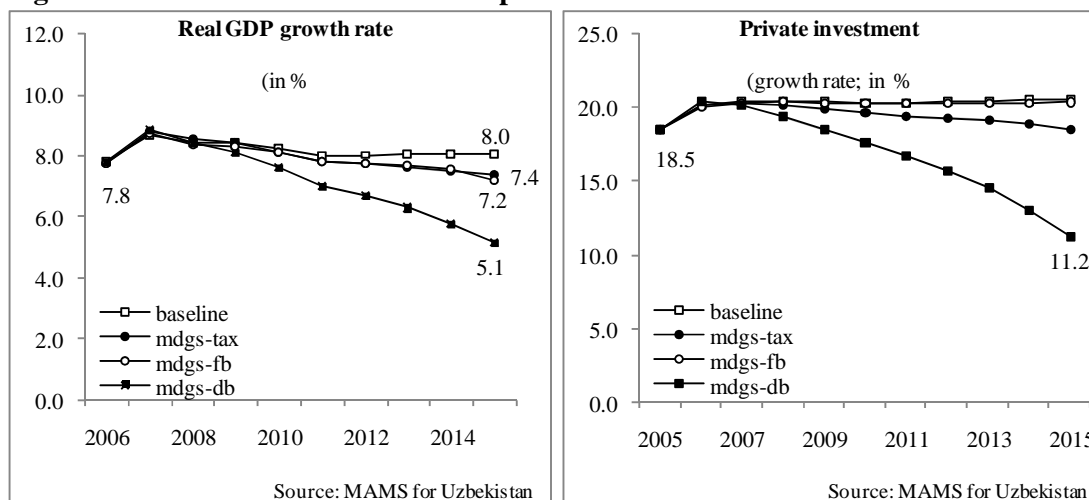 Real GDP growth rate
(in %
12.0
10.0
8.0
6.0
4.0
2.0
0.0
7.8
8.0
7.4
7.2
5.1
baseline
mdgs-tax
mdgs-fb
mdgs-db
2006 2008 2010 2012 2014
Source: MAMS for Uzbekistan
Private investment
(growth rate; in %
25.0
20.0
15.0
10.0
5.0
0.0
18.5
11.2
baseline
mdgs-tax
mdgs-fb
mdgs-db
2005 2007 2009 2011 2013 2015
Source: MAMS for Uzbekistan